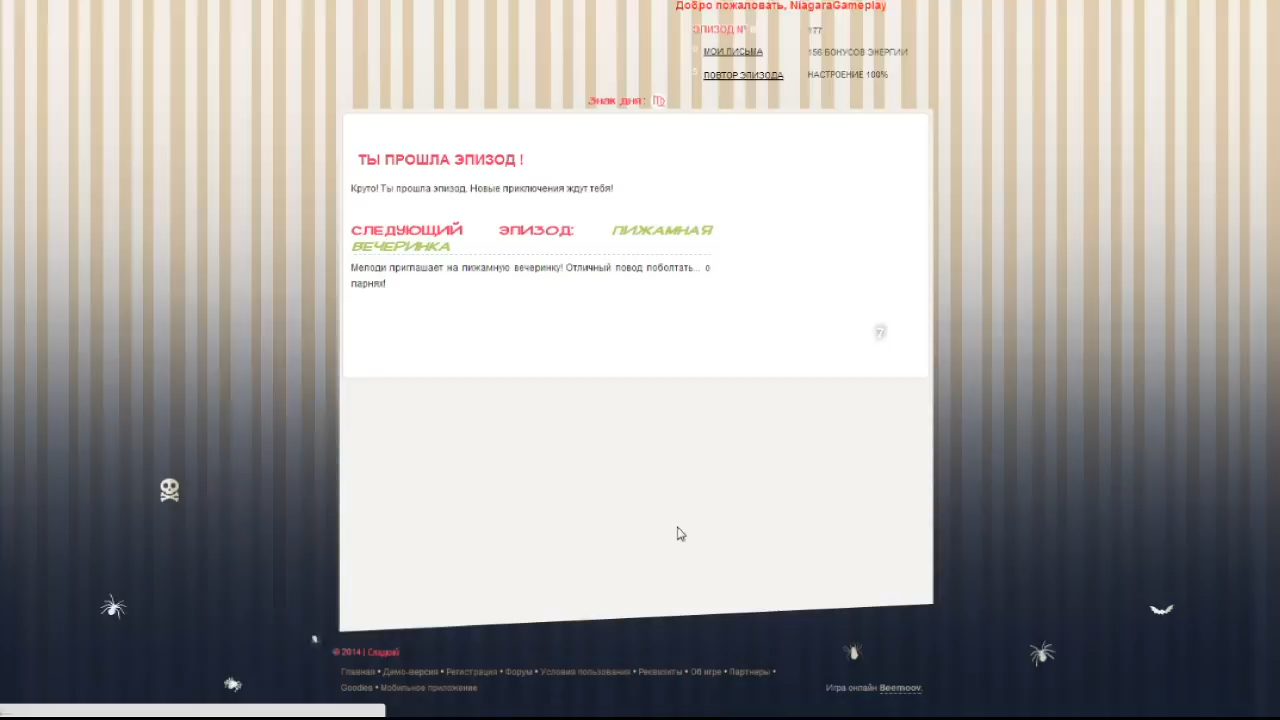 Добро пожаловать, NiagaraGameplay
ЭПИЗОД N°
177
МОИ ПИСЬМА
156 БОНУСОВ ЭНЕРГИИ
ПОВТОР ЭПИЗОДА
НАСТРОЕНИЕ 100%
Знак дня: ♍
ТЫ ПРОШЛА ЭПИЗОД !
Круто! Ты прошла эпизод. Новые приключения ждут тебя!
СЛЕДУЮЩИЙ ЭПИЗОД: ПИЖАМНАЯ
ВЕЧЕРИНКА
Мелоди приглашает на пижамную вечеринку! Отличный повод поболтать... о
парнях!
7
© 2014 | Сладкий
Главная • Демо-версия • Регистрация • Форум • Условия пользования • Реквизиты • Об игре • Партнеры •
Goodies • Мобильное приложение
Игра онлайн Beemoov.